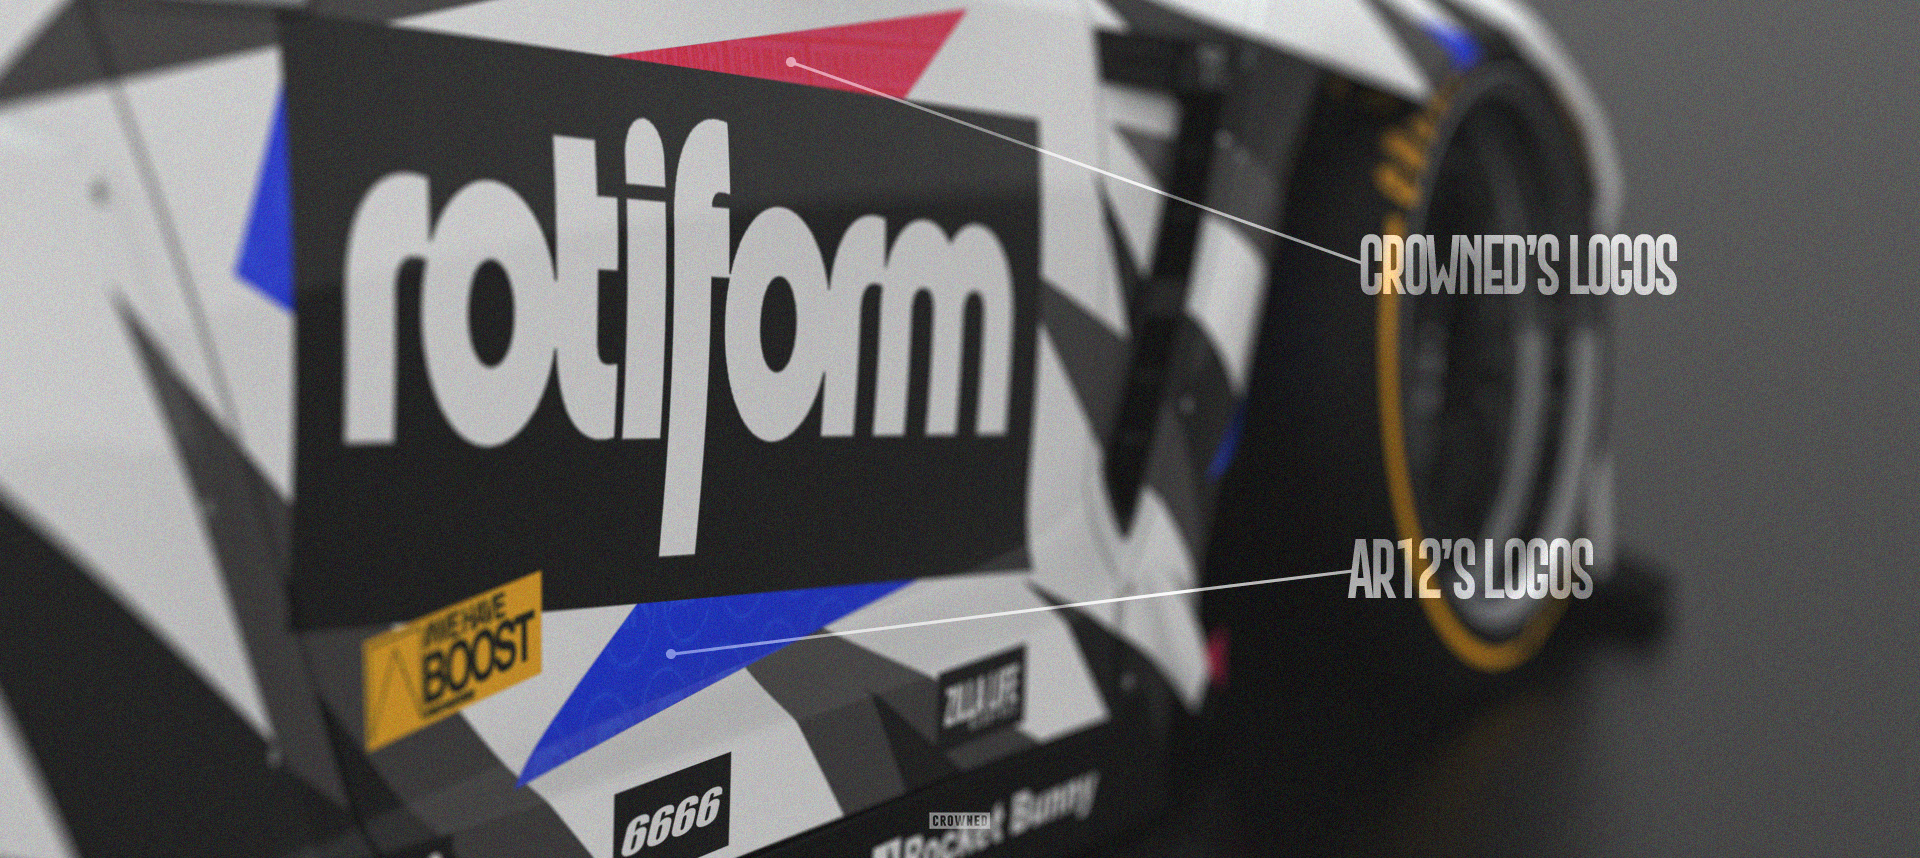 rotiform
CROWNED'S LOGOS
AR12'S LOGOS
WE HAVE
BOOST
ZILLA LIFE
6666
CROWNED
Rocket Bunny